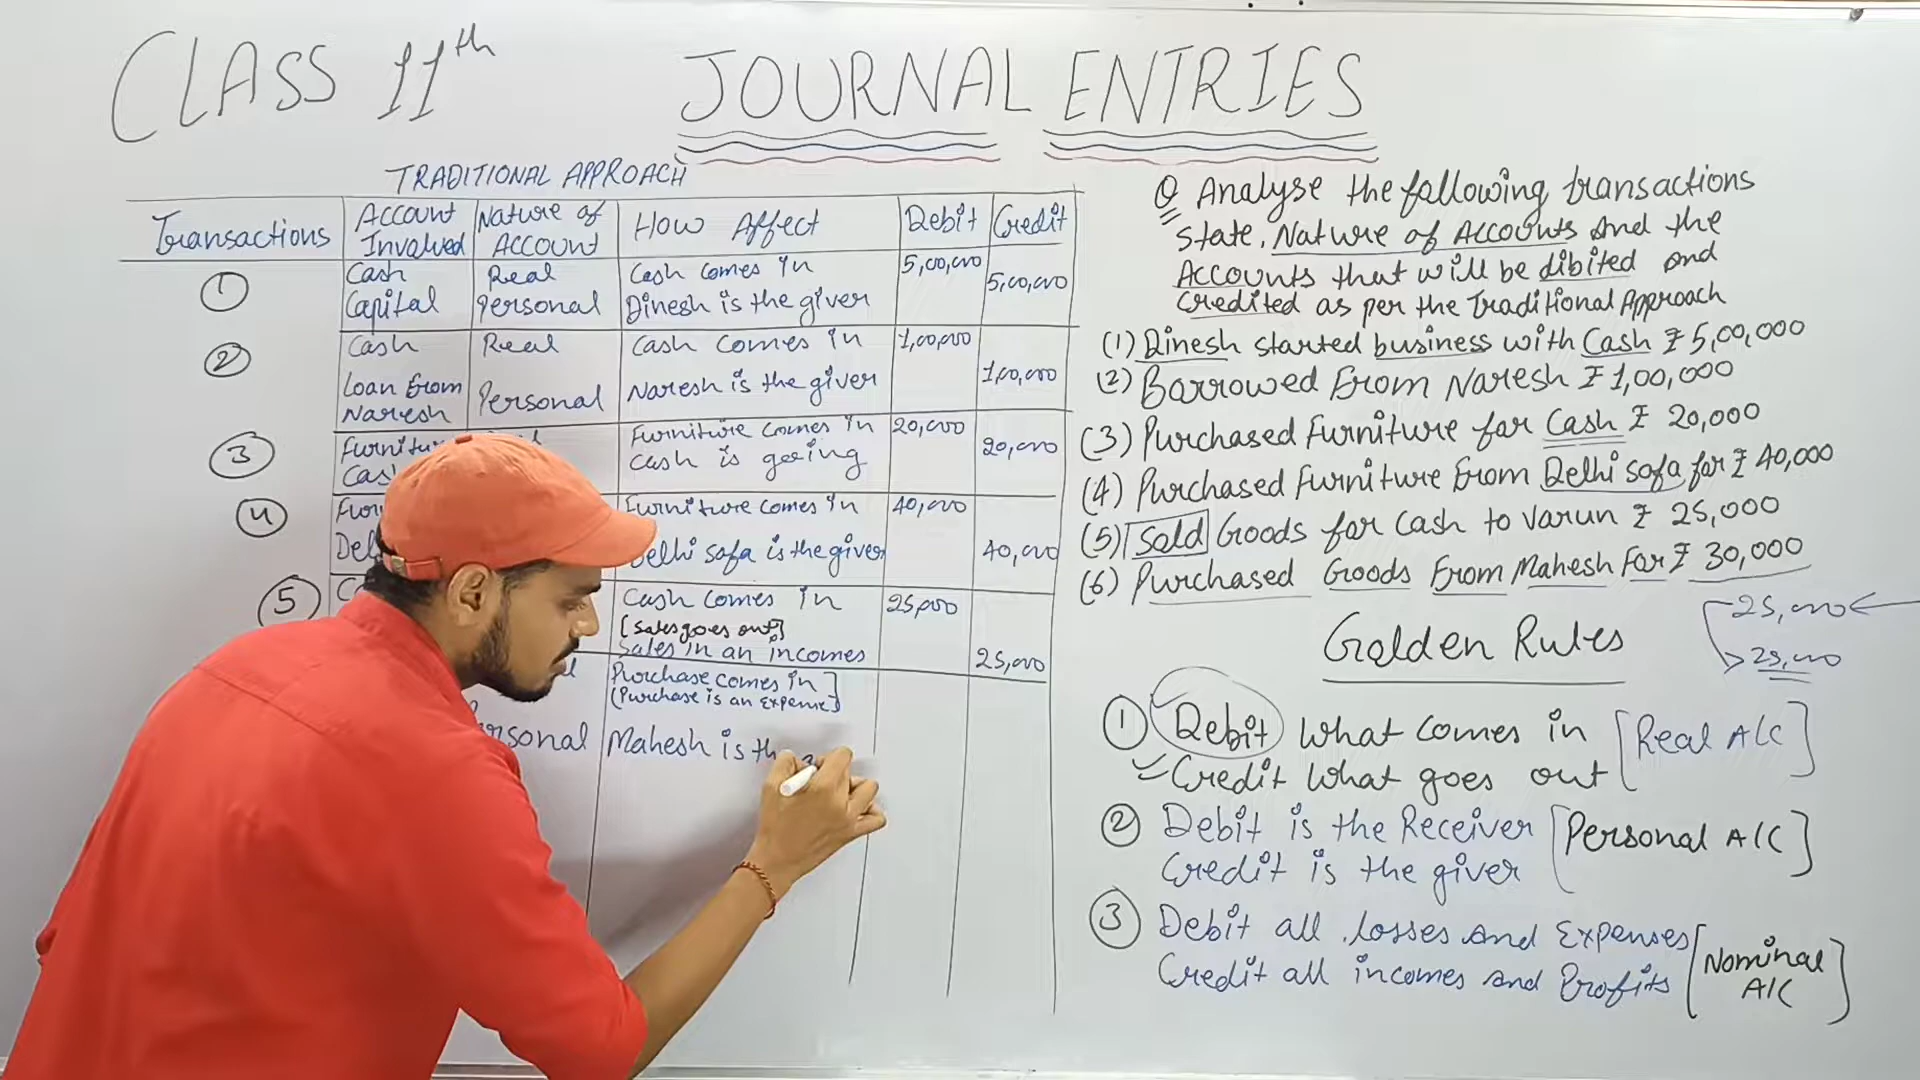 CLASS 11th
JOURNAL ENTRIES
TRADITIONAL APPROACH
Transactions
Account Involved
Nature of Account
How Affect
Debit
Credit
1
Cash
Real
Cash comes in
5,00,000
Capital
Personal
Dinesh is the giver
5,00,000
2
Cash
Real
Cash comes in
1,00,000
Loan From
Naresh
Personal
Naresh is the giver
1,00,000
3
Furniture comes in
20,000
Cash is goeing
20,000
4
Furniture comes in
40,000
Delhi sofa is the giver
40,000
5
Cash comes in
25,000
[Sales goes out]
Sales in an incomes
25,000
Purchase comes in]
(Purchase is an Expense]
Personal
Mahesh is
Q Analyse the following transactions
State, Nature of Accounts and the
Accounts that will be dibited and
Credited as per the Traditional Approach
(1) Dinesh started business with Cash ₹ 5,00,000
(2) Barrowed From Naresh ₹ 1,00,000
(3) Purchased Furniture for Cash ₹ 20,000
(4) Purchased Furniture From Delhi sofa for ₹ 40,000
(5) Sold Goods for Cash to Varun ₹ 25,000
(6) Purchased Goods From Mahesh For ₹ 30,000
25,000
25,000
Golden Rules
1 Debit What comes in [Real A/C]
Credit What goes out
2 Debit is the Receiver [Personal A/C]
Credit is the giver
3 Debit all losses and Expenses [Nominal
Credit all incomes and Profits A/C]